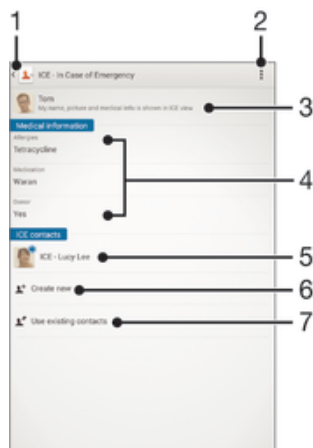 1
2
ICE - In Case of Emergency
Tom
My name, picture and medical info is shown in ICE view
3
Medical information
Allergies
Tetracycline
4
Medication
Waran
Donor
Yes
ICE contacts
ICE - Lucy Lee
5
Create new
6
Use existing contacts
7